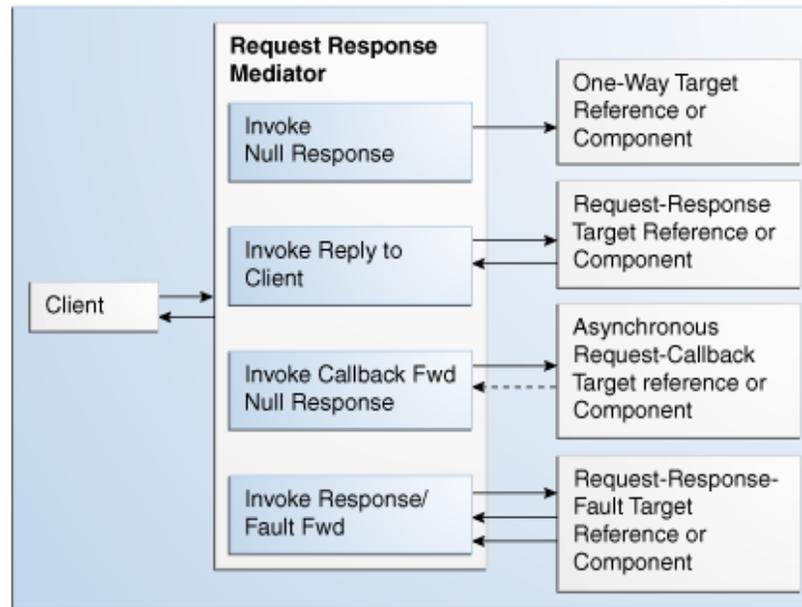 Request Response
Mediator
Invoke
Null Response
One-Way Target
Reference or
Component
Invoke Reply to
Client
Request-Response
Target Reference or
Component
Client
Invoke Callback Fwd
Null Response
Asynchronous
Request-Callback
Target reference or
Component
Invoke Response/
Fault Fwd
Request-Response-
Fault Target
Reference or
Component